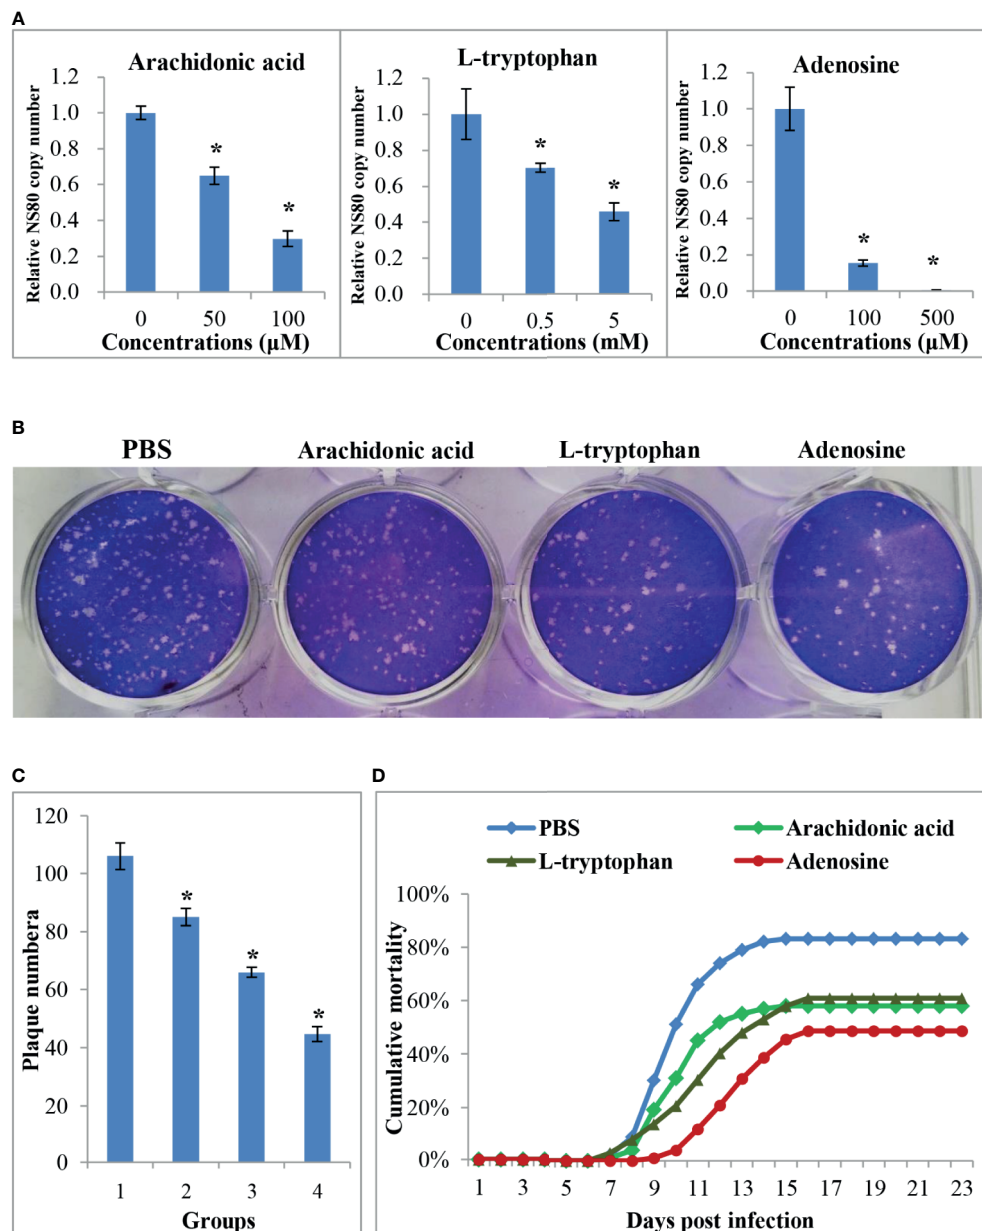 A
Arachidonic acid
Relative NS80 copy number
1.2
1.0
0.8
0.6
0.4
0.2
0.0
*
*
0 50 100
Concentrations (µM)
L-tryptophan
Relative NS80 copy number
1.2
1.0
0.8
0.6
0.4
0.2
0.0
*
*
0 0.5 5
Concentrations (mM)
Adenosine
Relative NS80 copy number
1.2
1.0
0.8
0.6
0.4
0.2
0.0
*
*
0 100 500
Concentrations (µM)
B
PBS Arachidonic acid L-tryptophan Adenosine
C
Plaque numbera
120
100
80
60
40
20
0
*
*
*
1 2 3 4
Groups
D
PBS Arachidonic acid
L-tryptophan Adenosine
Cumulative mortality
100%
80%
60%
40%
20%
0%
1 3 5 7 9 11 13 15 17 19 21 23
Days post infection